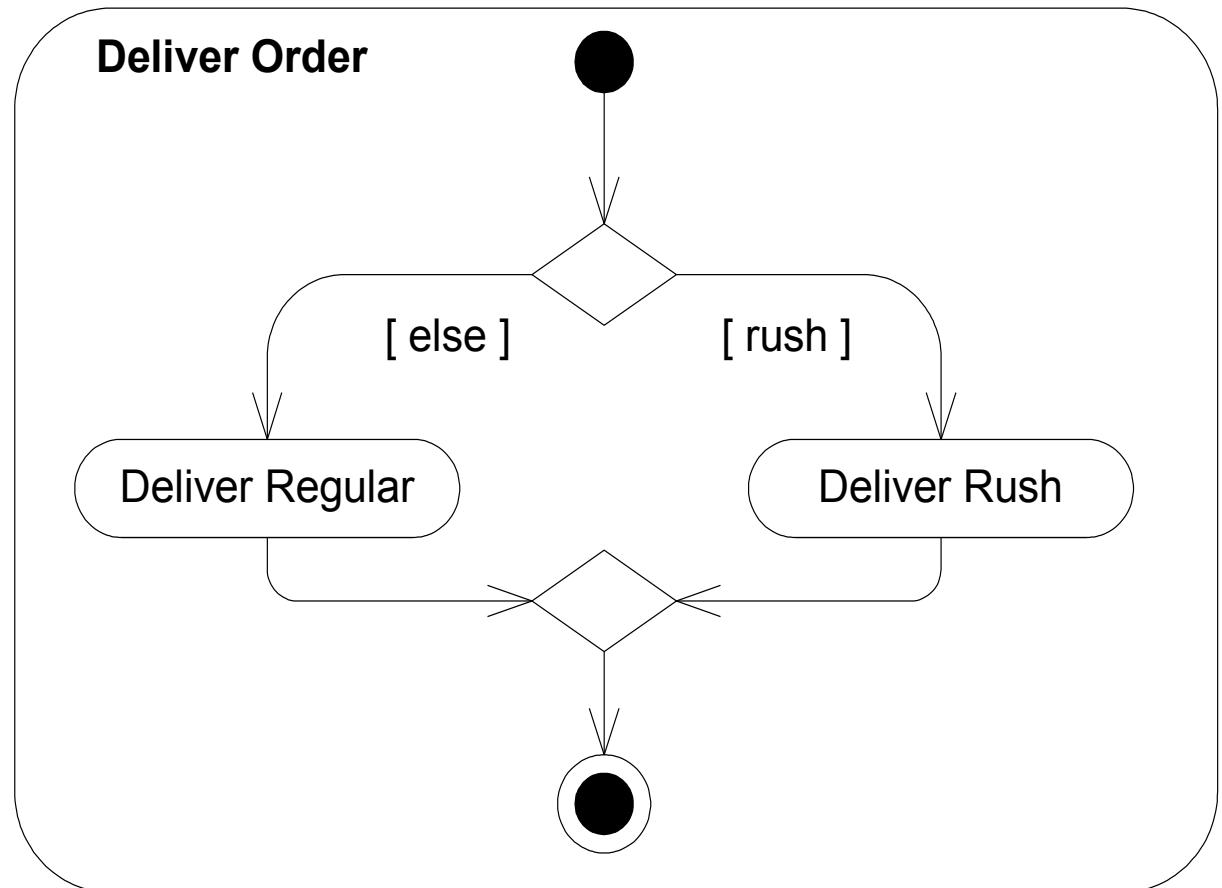 Deliver Order
[ else ]
[ rush ]
Deliver Regular
Deliver Rush